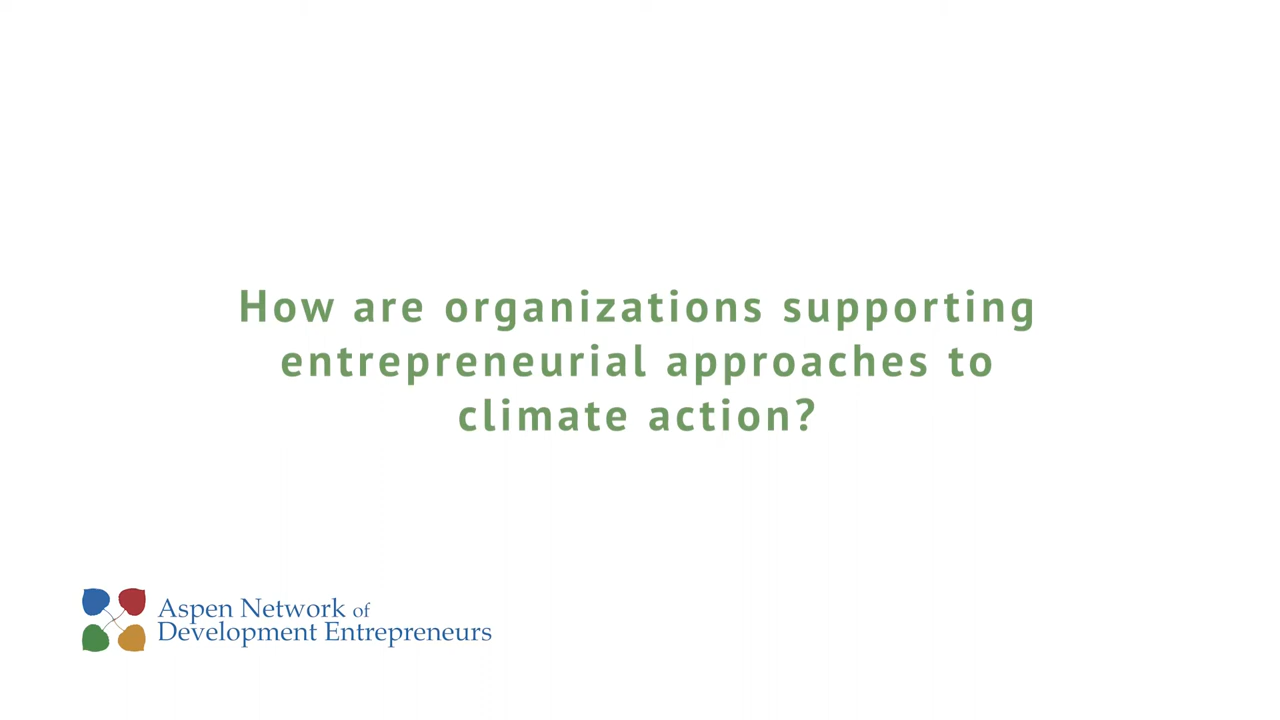 How are organizations supporting
entrepreneurial approaches to
climate action?
Aspen Network of
Development Entrepreneurs